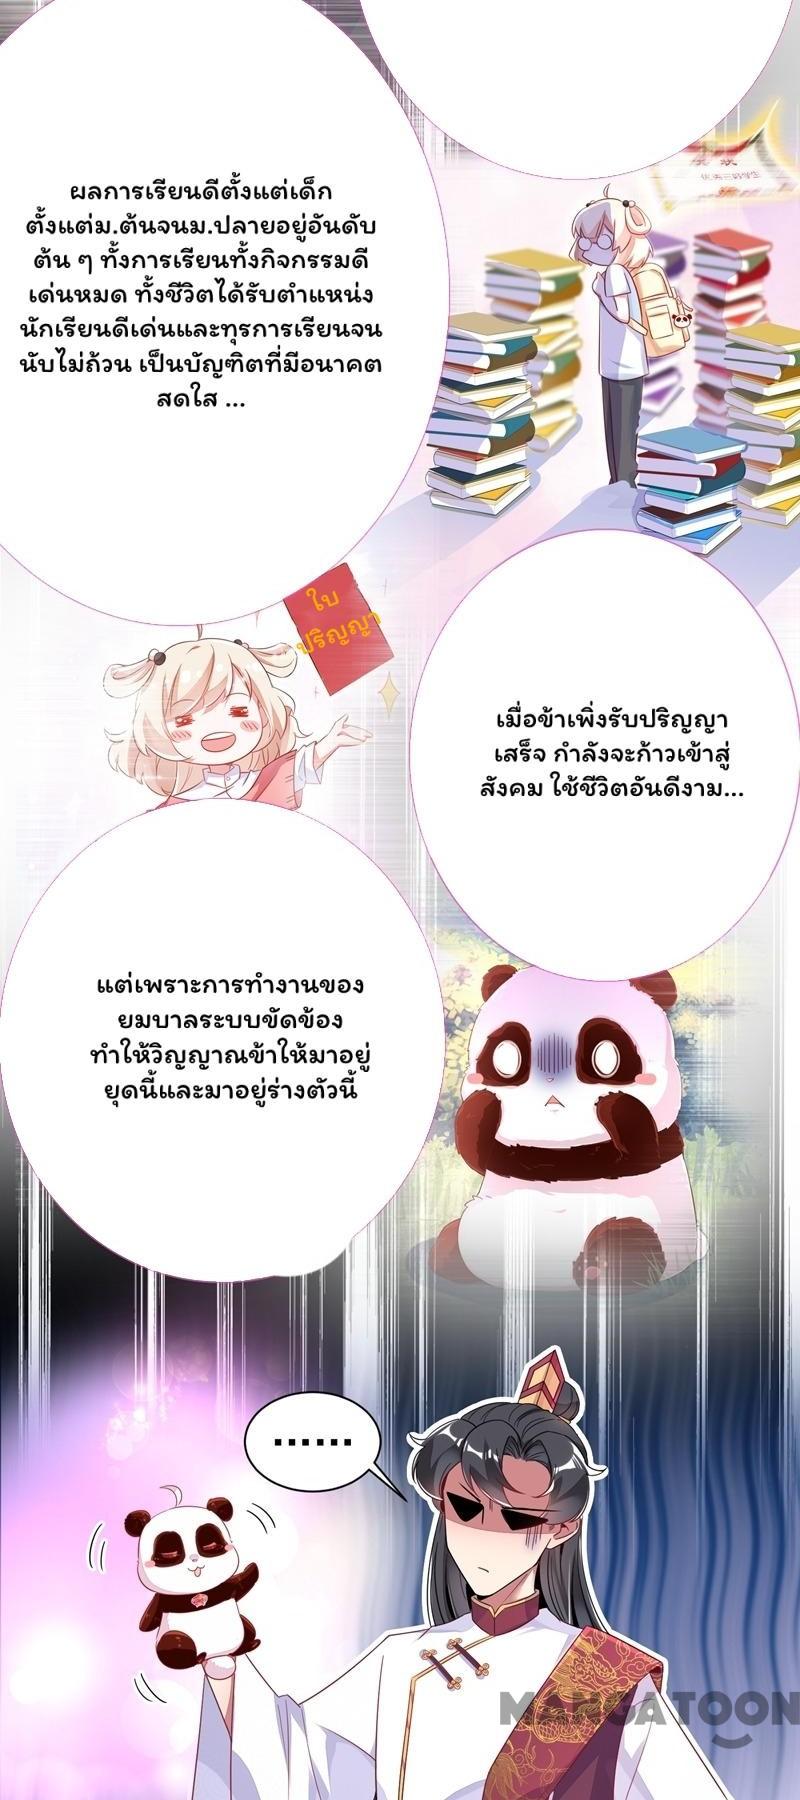 优秀三好学生
ผลการเรียนดีตั้งแต่เด็ก
ตั้งแต่ม.ต้นจนม.ปลายอยู่อันดับ
ต้น ๆ ทั้งการเรียนทั้งกิจกรรมดี
เด่นหมด ทั้งชีวิตได้รับตำแหน่ง
นักเรียนดีเด่นและทุรการเรียนจน
นับไม่ถ้วน เป็นบัญฑิตที่มีอนาคต
สดใส ...
ใบ
ปริญญา
เมื่อข้าเพิ่งรับปริญญา
เสร็จ กำลังจะก้าวเข้าสู่
สังคม ใช้ชีวิตอันดีงาม...
แต่เพราะการทำงานของ
ยมบาลระบบขัดข้อง
ทำให้วิญญาณข้าให้มาอยู่
ยุดนี้และมาอยู่ร่างตัวนี้
......
MANGATOON